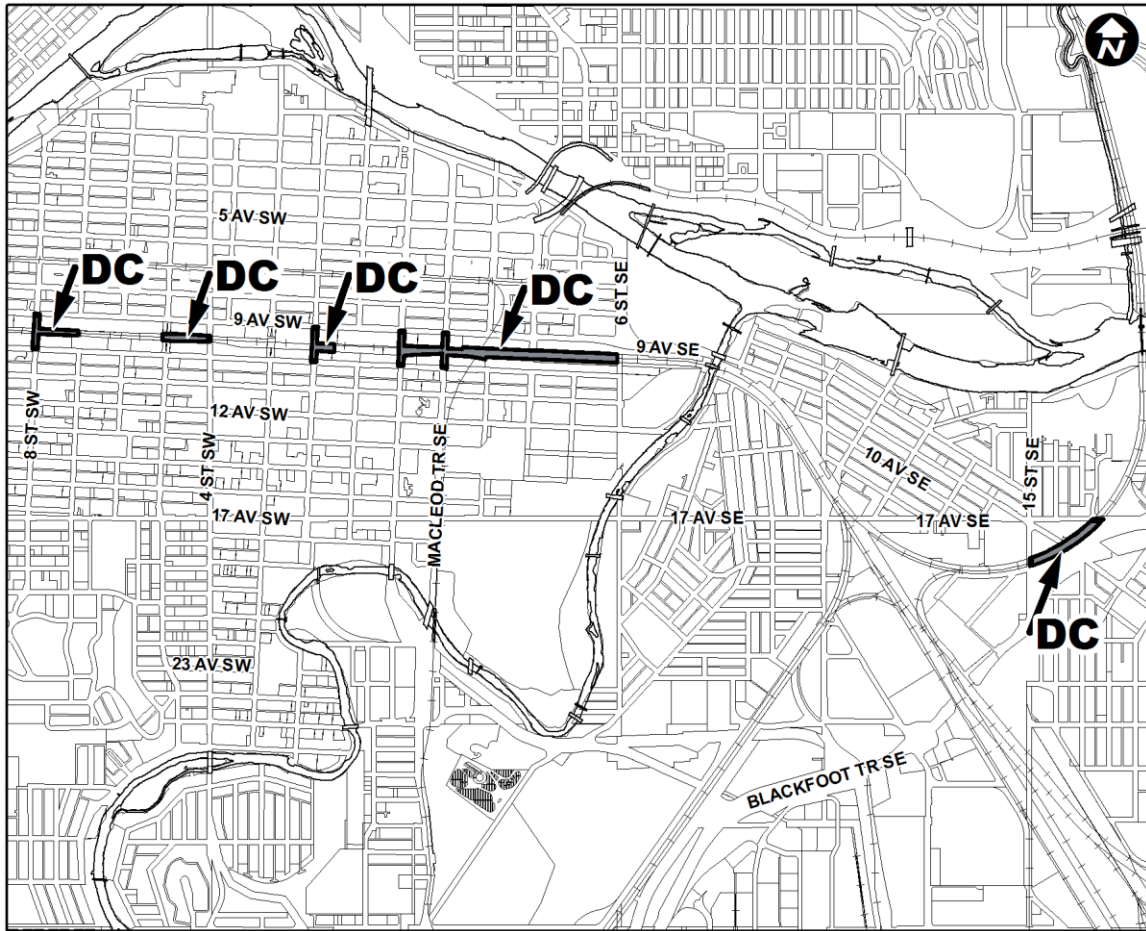 N
5 AV SW
6 ST SE
DC
DC
DC
DC
9 AV SW
9 AV SE
8 ST SW
12 AV SW
4 ST SW
MACLEOD TR SE
10 AV SE
15 ST SE
17 AV SW
17 AV SE
17 AV SE
DC
23 AV SW
BLACKFOOT TR SE